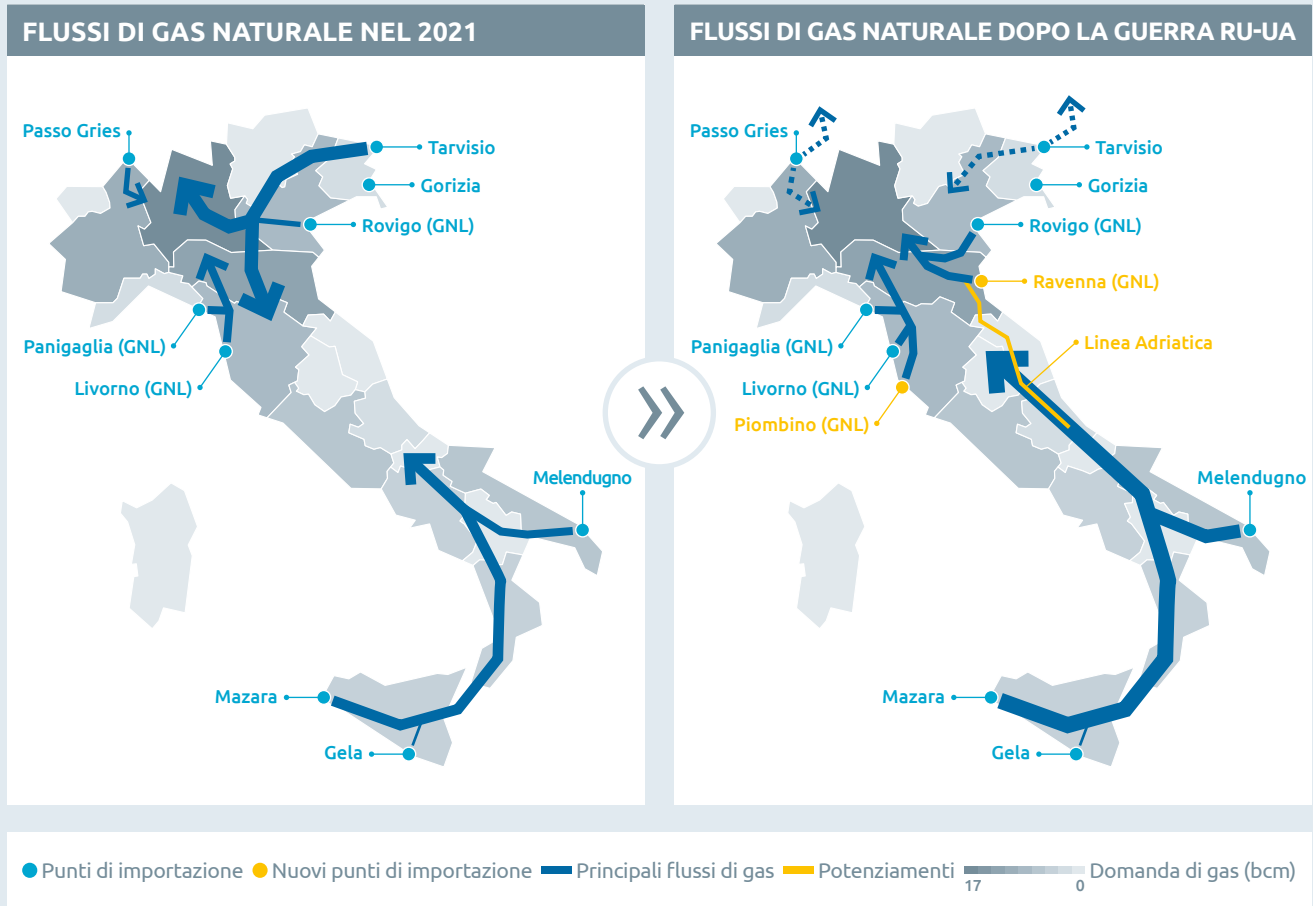 FLUSSI DI GAS NATURALE NEL 2021
Passo Gries
Tarvisio
Gorizia
Rovigo (GNL)
Panigaglia (GNL)
Livorno (GNL)
Melendugno
Mazara
Gela
FLUSSI DI GAS NATURALE DOPO LA GUERRA RU-UA
Passo Gries
Tarvisio
Gorizia
Rovigo (GNL)
Ravenna (GNL)
Panigaglia (GNL)
Linea Adriatica
Livorno (GNL)
Piombino (GNL)
Melendugno
Mazara
Gela
Punti di importazione Nuovi punti di importazione Principali flussi di gas Potenziamenti Domanda di gas (bcm)
17 0